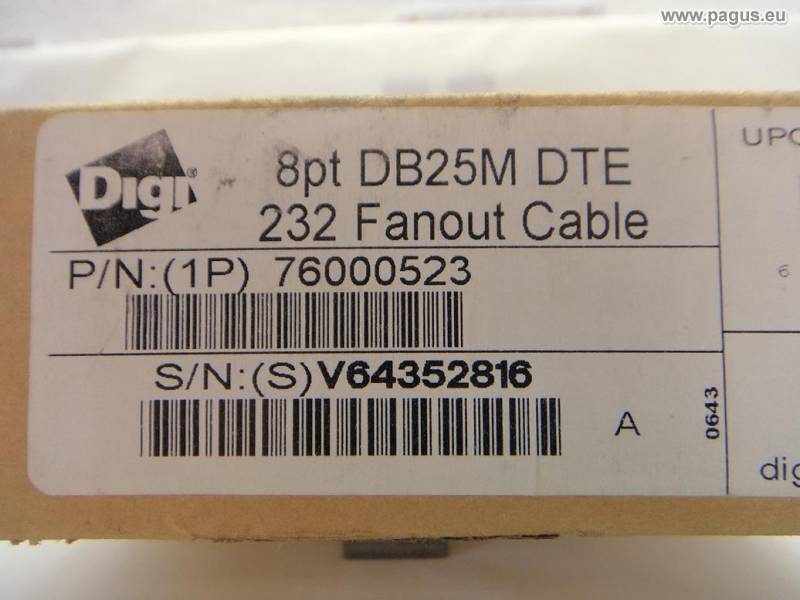 www.pagus.eu
Digi®
8pt DB25M DTE
232 Fanout Cable
P/N:(1P) 76000523
S/N:(S)V64352816
A
0643
UPC
6
dig